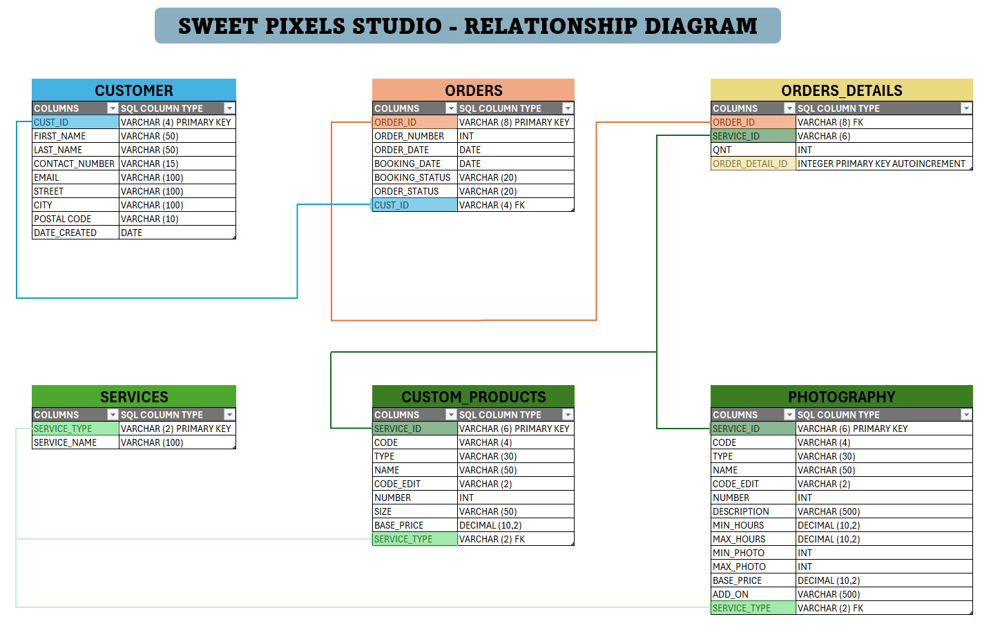 SWEET PIXELS STUDIO - RELATIONSHIP DIAGRAM
CUSTOMER
COLUMNS SQL COLUMN TYPE
CUST_ID VARCHAR (4) PRIMARY KEY
FIRST_NAME VARCHAR (50)
LAST_NAME VARCHAR (50)
CONTACT_NUMBER VARCHAR (15)
EMAIL VARCHAR (100)
STREET VARCHAR (100)
CITY VARCHAR (100)
POSTAL CODE VARCHAR (10)
DATE_CREATED DATE
ORDERS
COLUMNS SQL COLUMN TYPE
ORDER_ID VARCHAR (8) PRIMARY KEY
ORDER_NUMBER INT
ORDER_DATE DATE
BOOKING_DATE DATE
BOOKING_STATUS VARCHAR (20)
ORDER_STATUS VARCHAR (20)
CUST_ID VARCHAR (4) FK
ORDERS_DETAILS
COLUMNS SQL COLUMN TYPE
ORDER_ID VARCHAR (8) FK
SERVICE_ID VARCHAR (6)
QNT INT
ORDER_DETAIL_ID INTEGER PRIMARY KEY AUTOINCREMENT
SERVICES
COLUMNS SQL COLUMN TYPE
SERVICE_TYPE VARCHAR (2) PRIMARY KEY
SERVICE_NAME VARCHAR (100)
CUSTOM_PRODUCTS
COLUMNS SQL COLUMN TYPE
SERVICE_ID VARCHAR (6) PRIMARY KEY
CODE VARCHAR (4)
TYPE VARCHAR (30)
NAME VARCHAR (50)
CODE_EDIT VARCHAR (2)
NUMBER INT
SIZE VARCHAR (50)
BASE_PRICE DECIMAL (10,2)
SERVICE_TYPE VARCHAR (2) FK
PHOTOGRAPHY
COLUMNS SQL COLUMN TYPE
SERVICE_ID VARCHAR (6) PRIMARY KEY
CODE VARCHAR (4)
TYPE VARCHAR (30)
NAME VARCHAR (50)
CODE_EDIT VARCHAR (2)
NUMBER INT
DESCRIPTION VARCHAR (500)
MIN_HOURS DECIMAL (10,2)
MAX_HOURS DECIMAL (10,2)
MIN_PHOTO INT
MAX_PHOTO INT
BASE_PRICE DECIMAL (10,2)
ADD_ON VARCHAR (500)
SERVICE_TYPE VARCHAR (2) FK